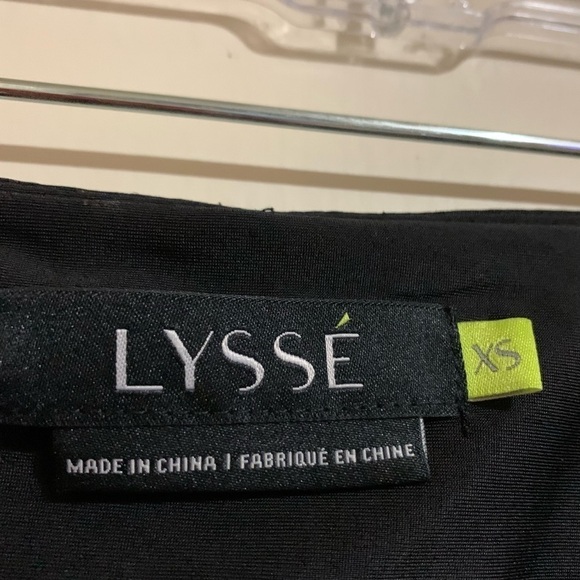 LYSSÉ
XS
MADE IN CHINA | FABRIQUÉ EN CHINE